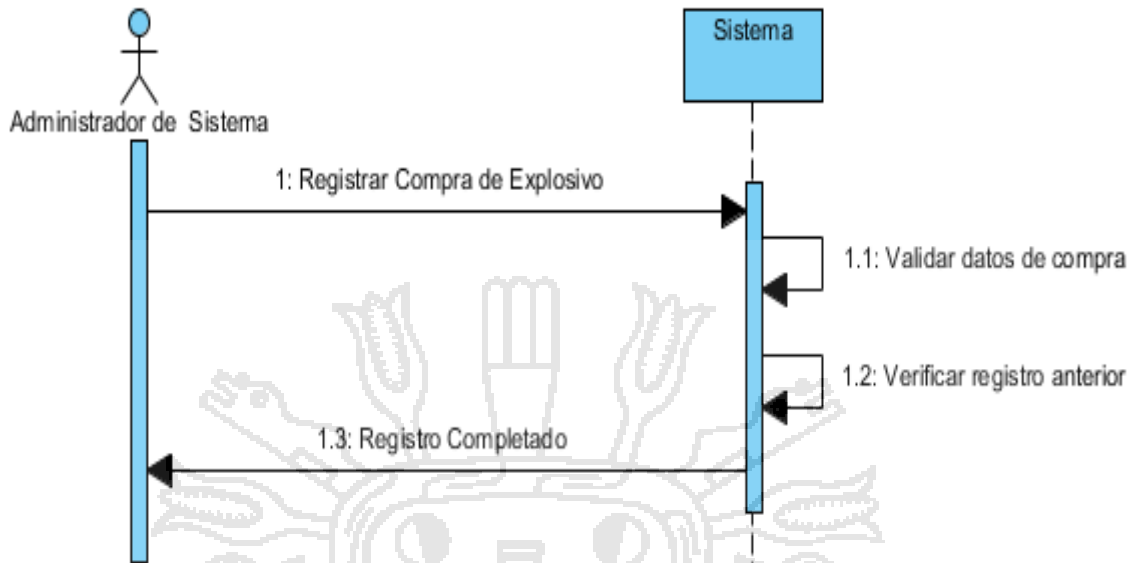 Sistema
Administrador de Sistema
1: Registrar Compra de Explosivo
1.1: Validar datos de compra
1.2: Verificar registro anterior
1.3: Registro Completado